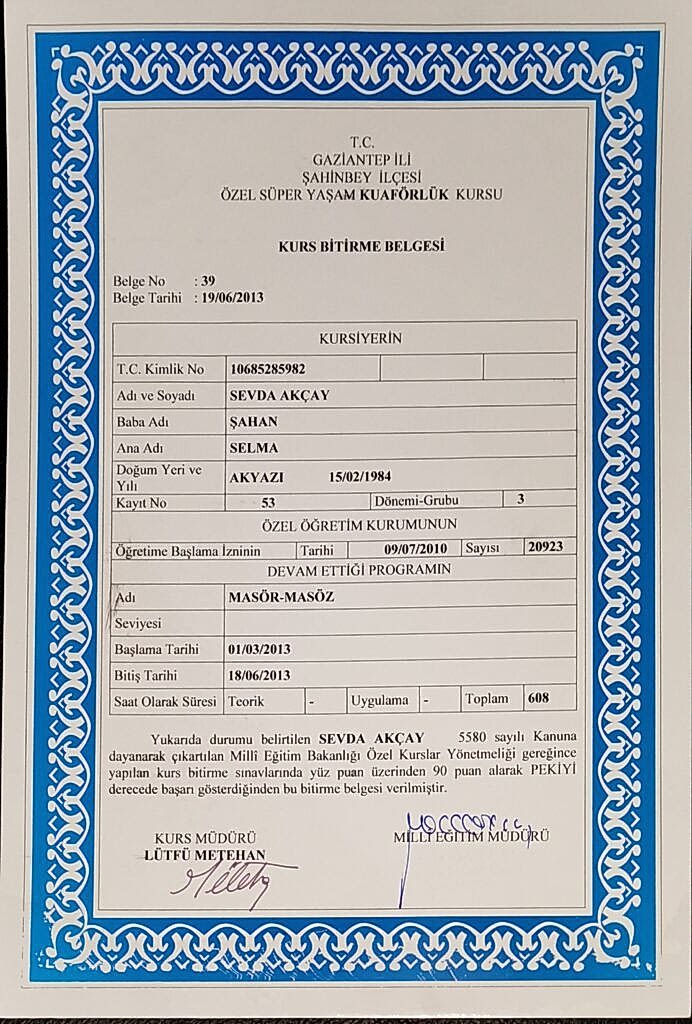 T.C.
GAZİANTEP İLİ
ŞAHİNBEY İLÇESİ
ÖZEL SÜPER YAŞAM KUAFÖRLÜK KURSU
KURS BİTİRME BELGESİ
Belge No : 39
Belge Tarihi : 19/06/2013
KURSİYERİN
T.C. Kimlik No 10685285982
Adı ve Soyadı SEVDA AKÇAY
Baba Adı ŞAHAN
Ana Adı SELMA
Doğum Yeri ve Yılı AKYAZI 15/02/1984
Kayıt No 53 Dönemi-Grubu 3
ÖZEL ÖĞRETİM KURUMUNUN
Öğretime Başlama İzninin Tarihi 09/07/2010 Sayısı 20923
DEVAM ETTİĞİ PROGRAMIN
Adı MASÖR-MASÖZ
Seviyesi
Başlama Tarihi 01/03/2013
Bitiş Tarihi 18/06/2013
Saat Olarak Süresi Teorik - Uygulama - Toplam 608
Yukarıda durumu belirtilen SEVDA AKÇAY 5580 sayılı Kanuna
dayanarak çıkartılan Millî Eğitim Bakanlığı Özel Kurslar Yönetmeliği gereğince
yapılan kurs bitirme sınavlarında yüz puan üzerinden 90 puan alarak PEKİYİ
derecede başarı gösterdiğinden bu bitirme belgesi verilmiştir.
KURS MÜDÜRÜ
LÜTFÜ METEHAN
MİLLİ EĞİTİM MÜDÜRÜ